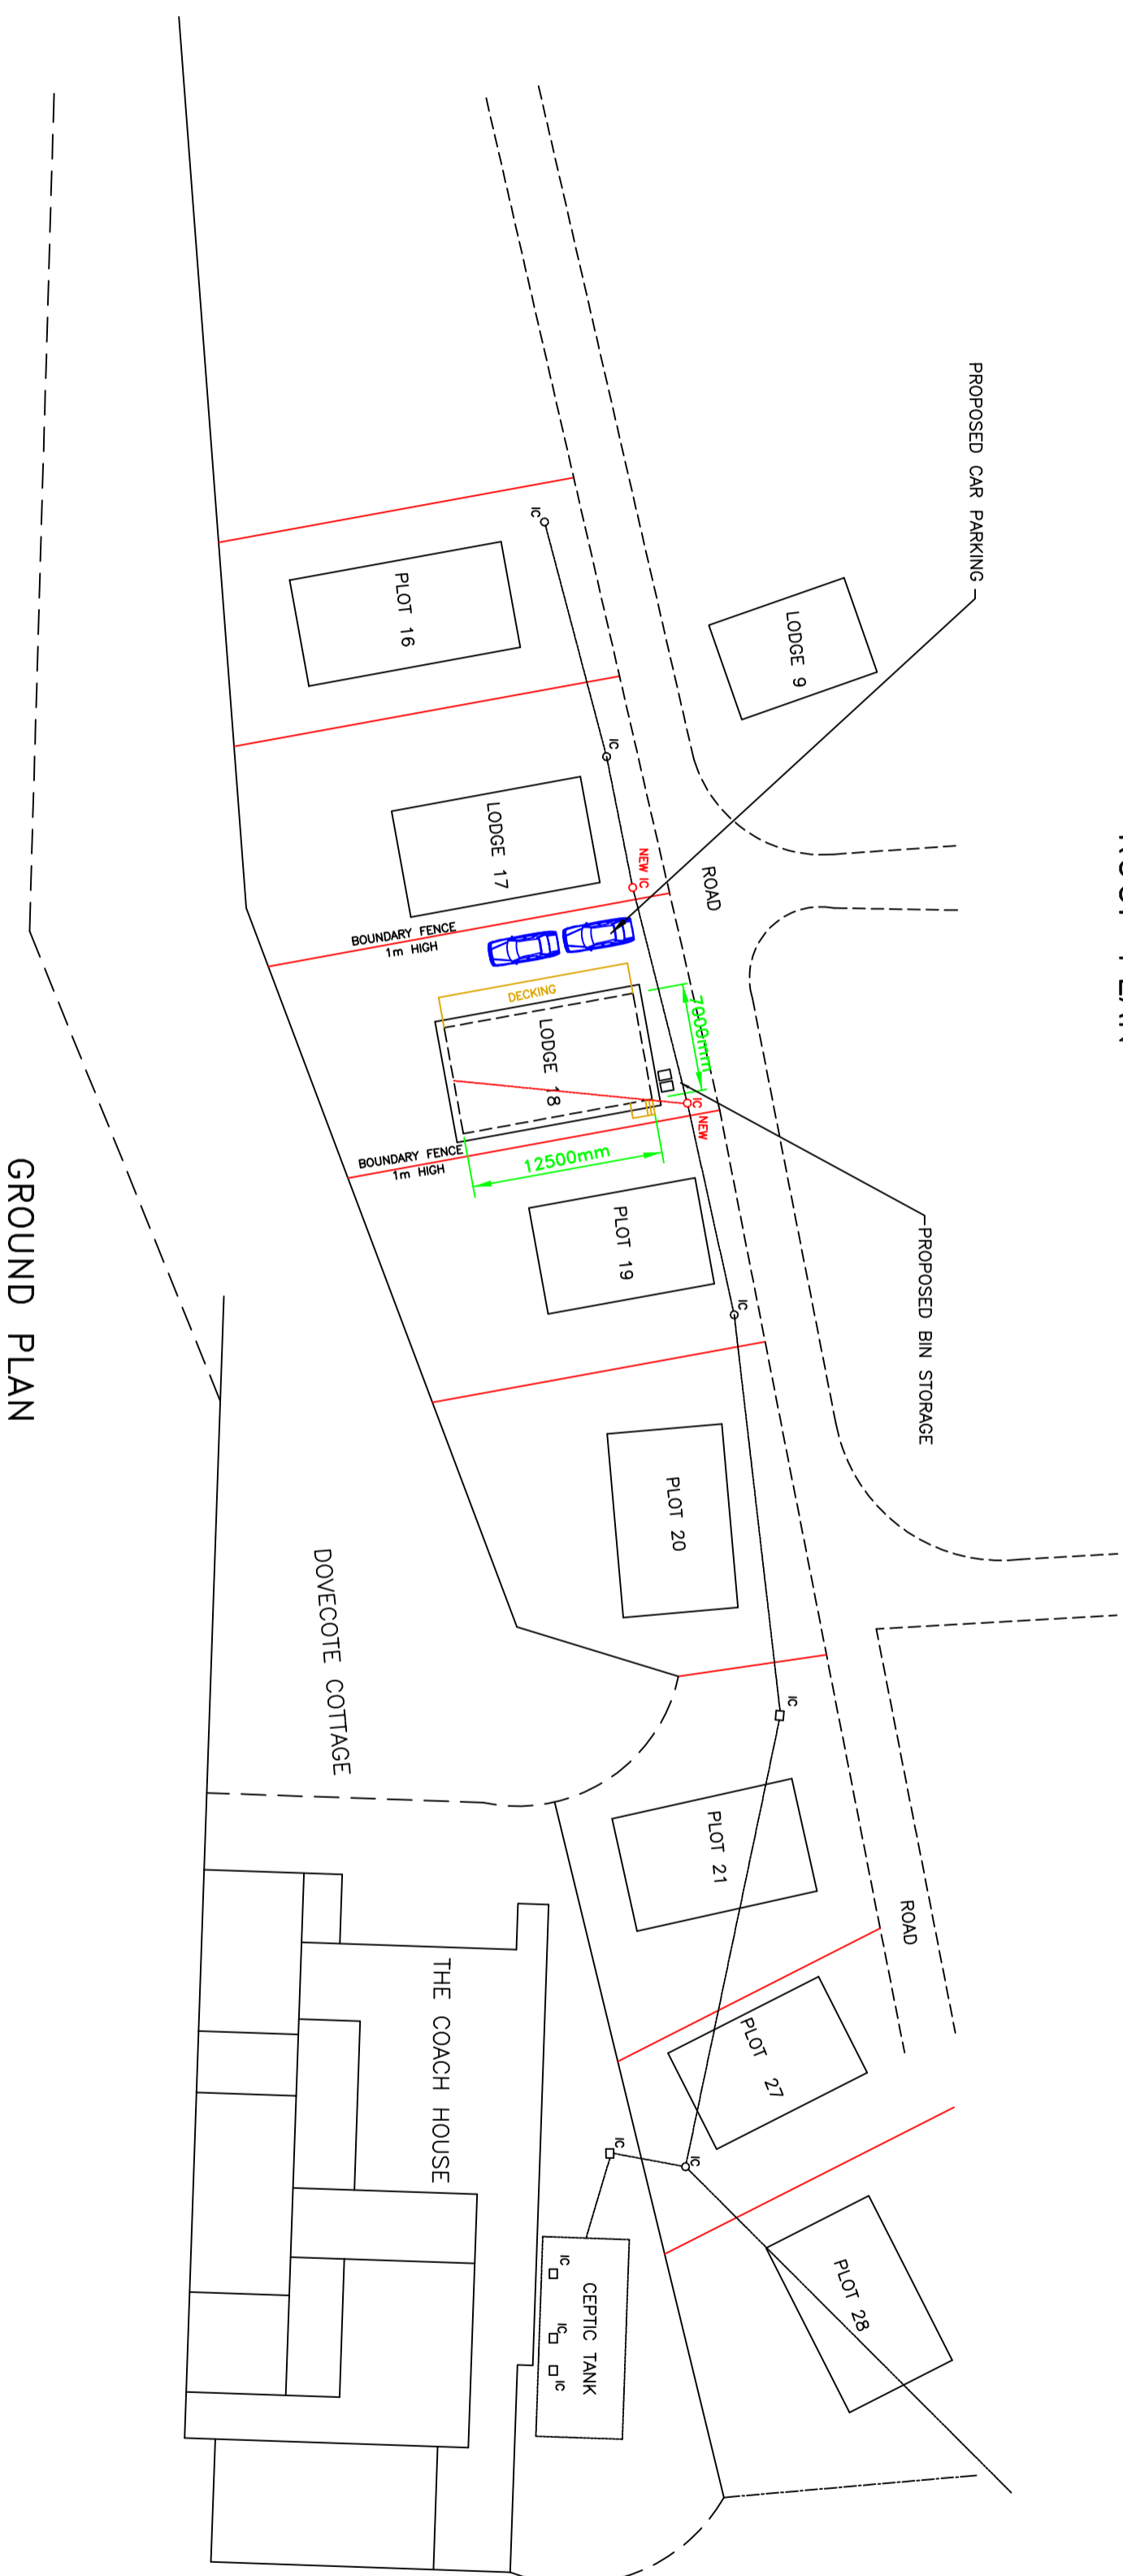 PROPOSED CAR PARKING
LODGE 9
IC
PLOT 16
IC
LODGE 17
NEW IC
ROAD
BOUNDARY FENCE
1m HIGH
DECKING
LODGE 18
7000mm
IC NEW
BOUNDARY FENCE
1m HIGH
12500mm
PROPOSED BIN STORAGE
PLOT 19
IC
PLOT 20
IC
DOVECOTE COTTAGE
PLOT 21
ROAD
PLOT 27
THE COACH HOUSE
IC
IC
PLOT 28
CEPTIC TANK
IC
IC
IC
GROUND PLAN